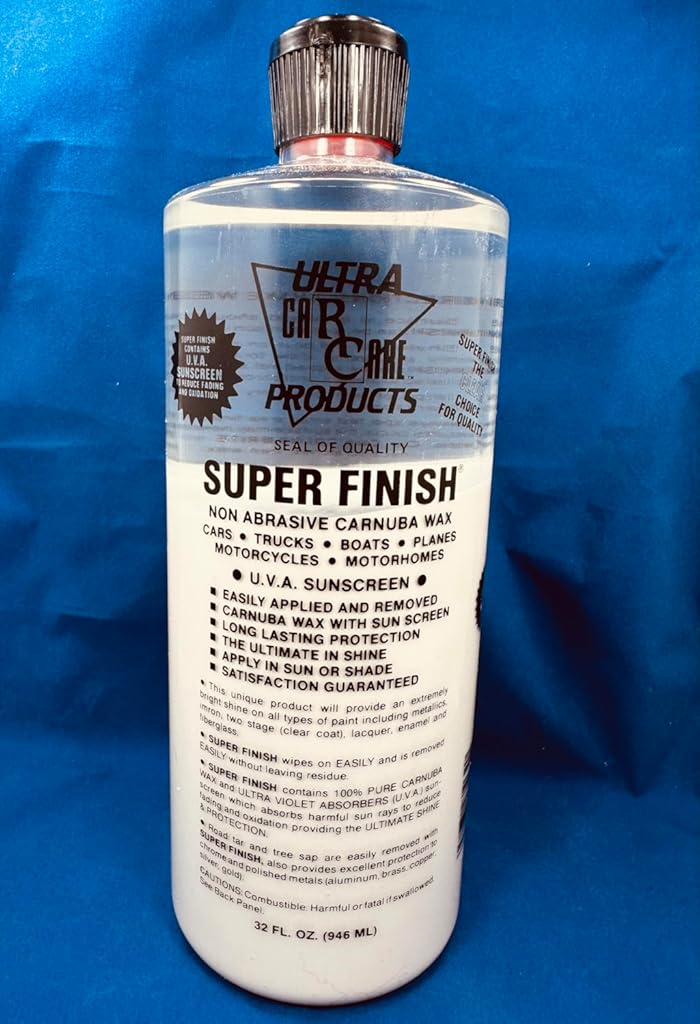 ULTRA
CAR CARE
PRODUCTS
SUPER FINISH
CONTAINS
U.V.A.
SUNSCREEN
TO REDUCE FADING
AND OXIDATION
SUPER FINISH
THE
CHOICE
FOR QUALITY
SEAL OF QUALITY
SUPER FINISH®
NON ABRASIVE CARNUBA WAX
CARS • TRUCKS • BOATS • PLANES
MOTORCYCLES • MOTORHOMES
• U.V.A. SUNSCREEN •
■ EASILY APPLIED AND REMOVED
■ CARNUBA WAX WITH SUN SCREEN
■ LONG LASTING PROTECTION
■ THE ULTIMATE IN SHINE
■ APPLY IN SUN OR SHADE
■ SATISFACTION GUARANTEED
• This unique product will provide an extremely
bright shine on all types of paint including metallics,
imron, two stage (clear coat), lacquer, enamel and
fiberglass.
• SUPER FINISH wipes on EASILY and is removed
EASILY without leaving residue.
• SUPER FINISH contains 100% PURE CARNUBA
WAX and ULTRA VIOLET ABSORBERS (U.V.A.) sun-
screen which absorbs harmful sun rays to reduce
fading and oxidation providing the ULTIMATE SHINE
& PROTECTION.
• Road tar and tree sap are easily removed with
SUPER FINISH, also provides excellent protection to
chrome and polished metals (aluminum, brass, copper,
silver, gold).
CAUTIONS: Combustible. Harmful or fatal if swallowed.
See Back Panel.
32 FL. OZ. (946 ML)